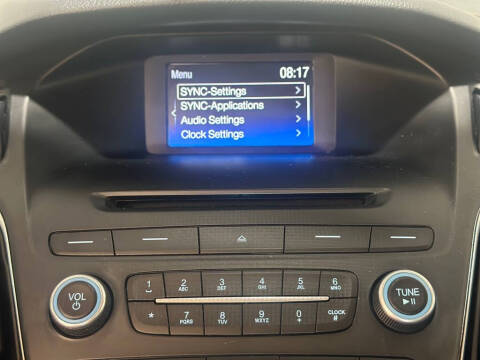 Menu 08:17
SYNC-Settings
SYNC-Applications
Audio Settings
Clock Settings
VOL
1 2 ABC 3 DEF 4 GHI 5 JKL 6 MNO
* 7 PQRS 8 TUV 9 WXYZ 0 + CLOCK #
TUNE